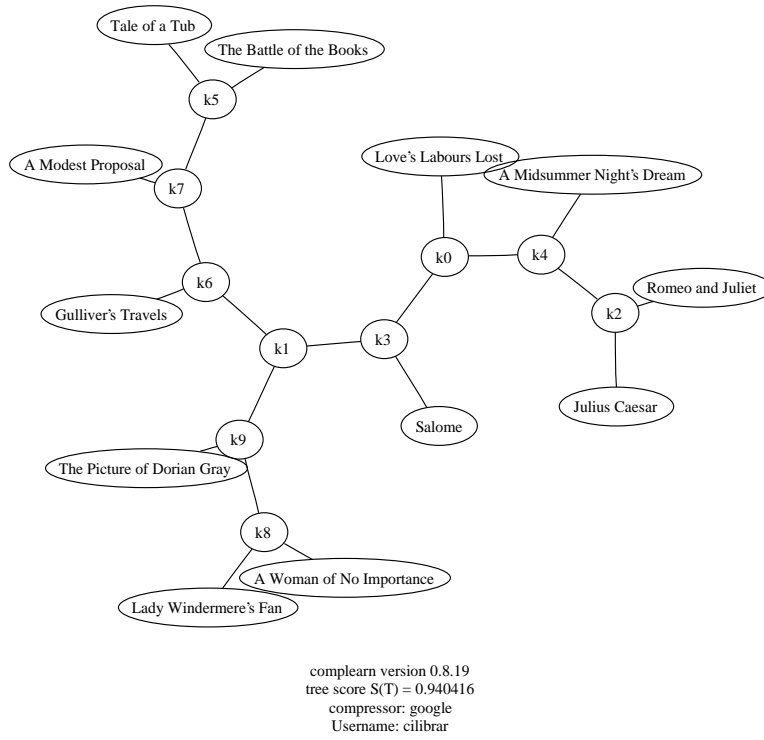 Tale of a Tub
The Battle of the Books
k5
Love's Labours Lost
A Modest Proposal
A Midsummer Night's Dream
k7
k0
k4
k6
Romeo and Juliet
Gulliver's Travels
k2
k1
k3
Julius Caesar
Salome
k9
The Picture of Dorian Gray
k8
A Woman of No Importance
Lady Windermere's Fan
complearn version 0.8.19
tree score S(T) = 0.940416
compressor: google
Username: cilibrar